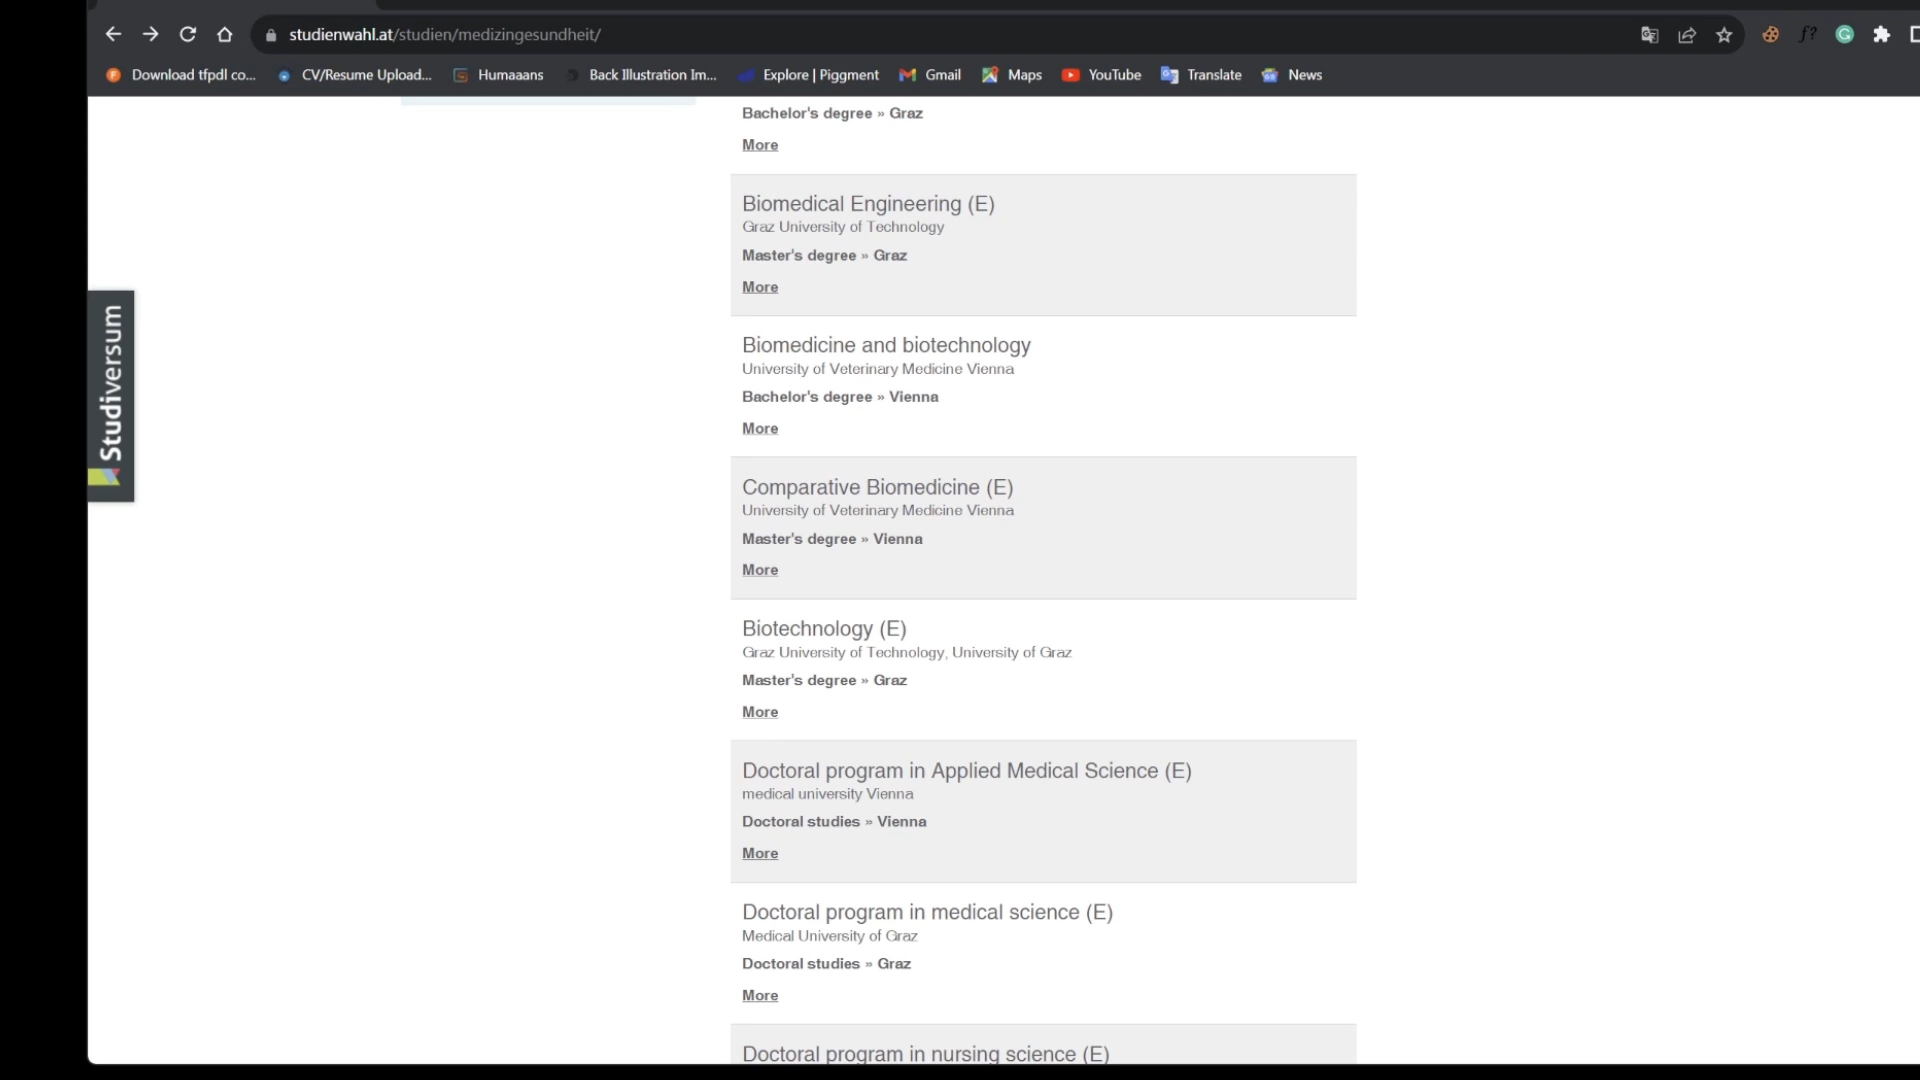 studienwahl.at/studien/medizingesundheit/
Download tfpdl co... CV/Resume Upload... Humaaans Back Illustration Im... Explore | Piggment Gmail Maps YouTube Translate News
Bachelor's degree » Graz
More
Biomedical Engineering (E)
Graz University of Technology
Master's degree » Graz
More
Biomedicine and biotechnology
University of Veterinary Medicine Vienna
Bachelor's degree » Vienna
More
Comparative Biomedicine (E)
University of Veterinary Medicine Vienna
Master's degree » Vienna
More
Biotechnology (E)
Graz University of Technology, University of Graz
Master's degree » Graz
More
Doctoral program in Applied Medical Science (E)
medical university Vienna
Doctoral studies » Vienna
More
Doctoral program in medical science (E)
Medical University of Graz
Doctoral studies » Graz
More
Doctoral program in nursing science (E)
Studiversum